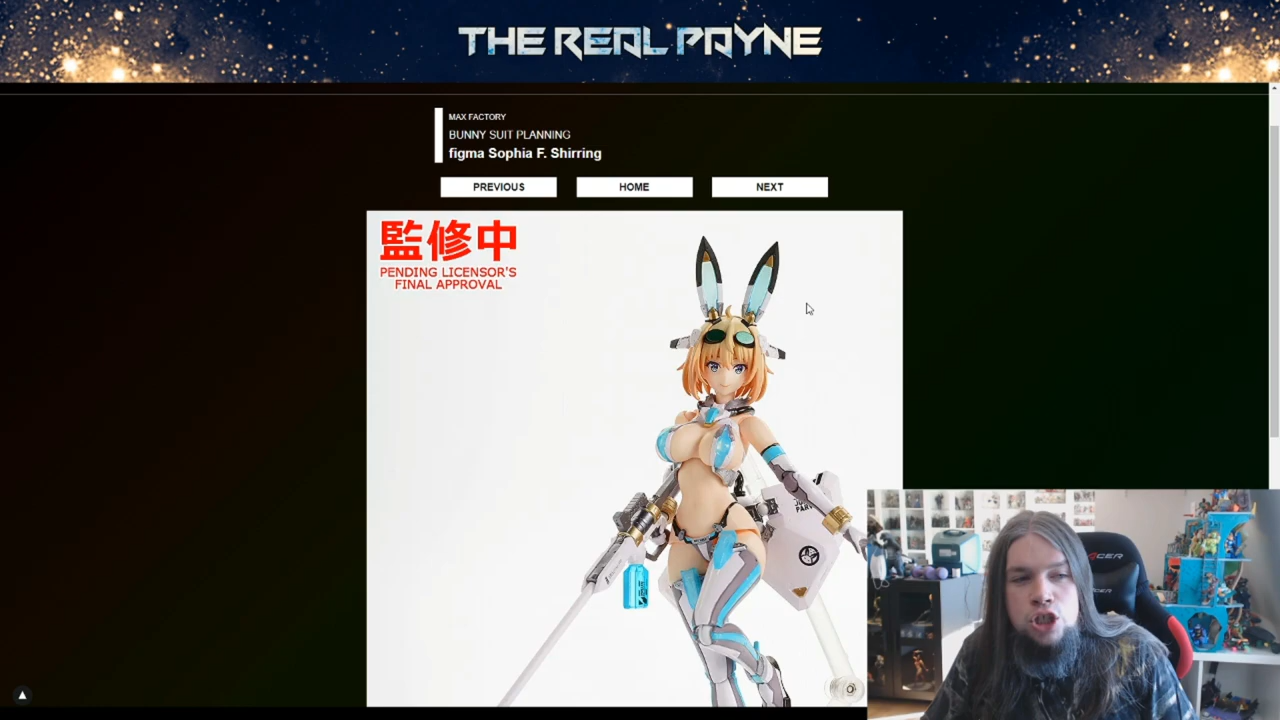 THE REAL PAYNE
MAX FACTORY
BUNNY SUIT PLANNING
figma Sophia F. Shirring
PREVIOUS
HOME
NEXT
監修中
PENDING LICENSOR'S
FINAL APPROVAL
ACER